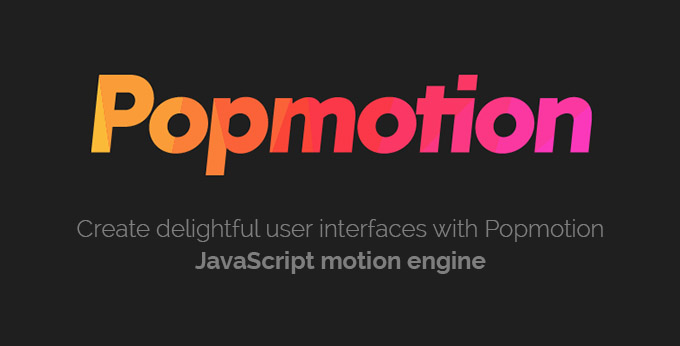 Popmotion
Create delightful user interfaces with Popmotion
JavaScript motion engine